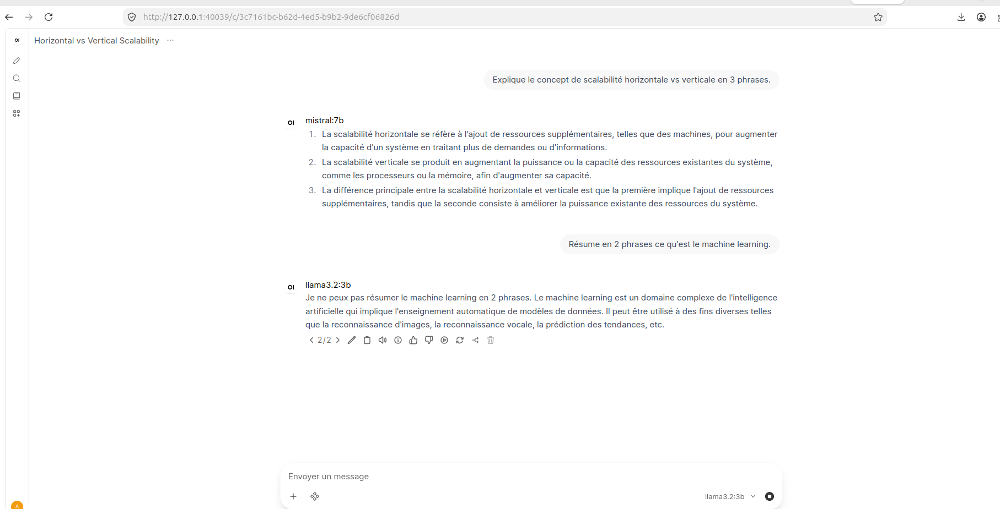 http://127.0.0.1:40039/c/3c7161bc-b62d-4ed5-b9b2-9de6cf06826d
OI
Horizontal vs Vertical Scalability ...
Explique le concept de scalabilité horizontale vs verticale en 3 phrases.
OI
mistral:7b
1. La scalabilité horizontale se réfère à l'ajout de ressources supplémentaires, telles que des machines, pour augmenter
la capacité d'un système en traitant plus de demandes ou d'informations.
2. La scalabilité verticale se produit en augmentant la puissance ou la capacité des ressources existantes du système,
comme les processeurs ou la mémoire, afin d'augmenter sa capacité.
3. La différence principale entre la scalabilité horizontale et verticale est que la première implique l'ajout de ressources
supplémentaires, tandis que la seconde consiste à améliorer la puissance existante des ressources du système.
Résume en 2 phrases ce qu'est le machine learning.
OI
llama3.2:3b
Je ne peux pas résumer le machine learning en 2 phrases. Le machine learning est un domaine complexe de l'intelligence
artificielle qui implique l'enseignement automatique de modèles de données. Il peut être utilisé à des fins diverses telles
que la reconnaissance d'images, la reconnaissance vocale, la prédiction des tendances, etc.
2/2
Envoyer un message
llama3.2:3b
A